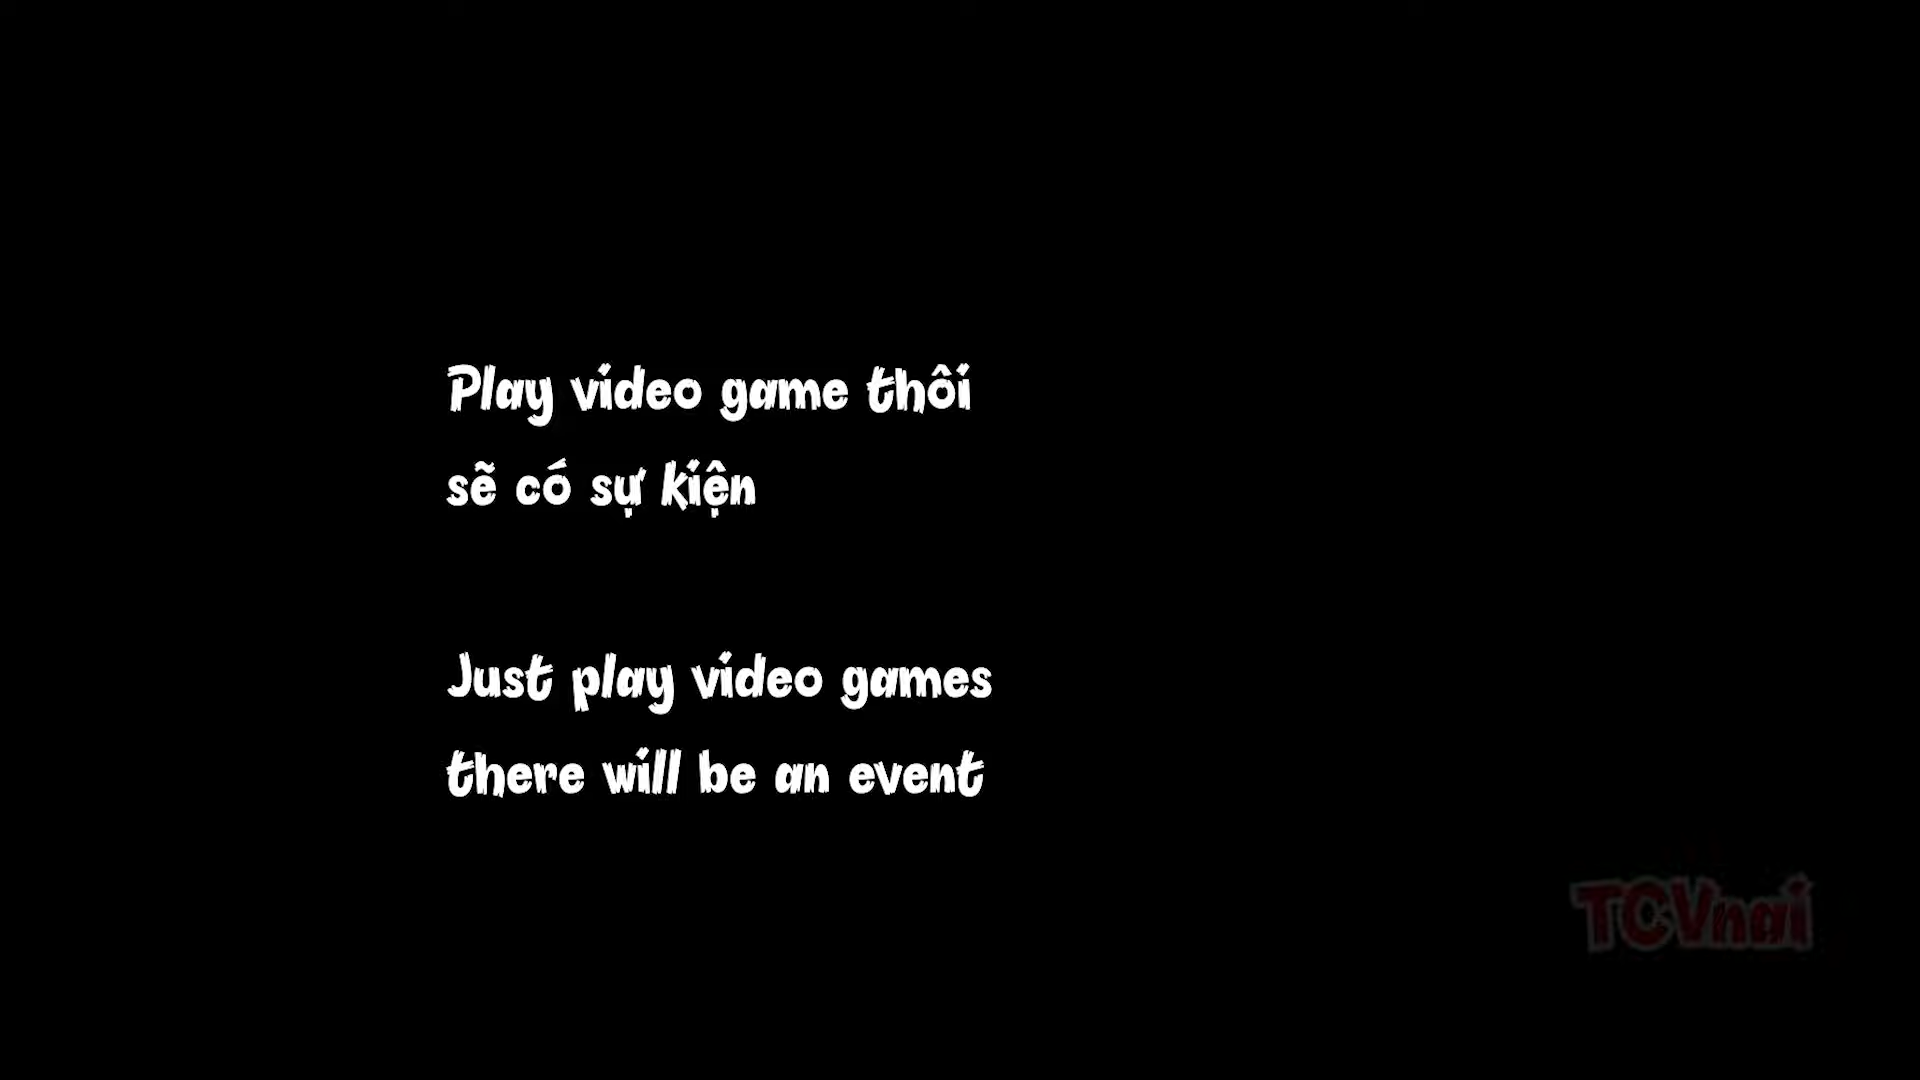 Play video game thôi
sẽ có sự kiện
Just play video games
there will be an event
TCVnai